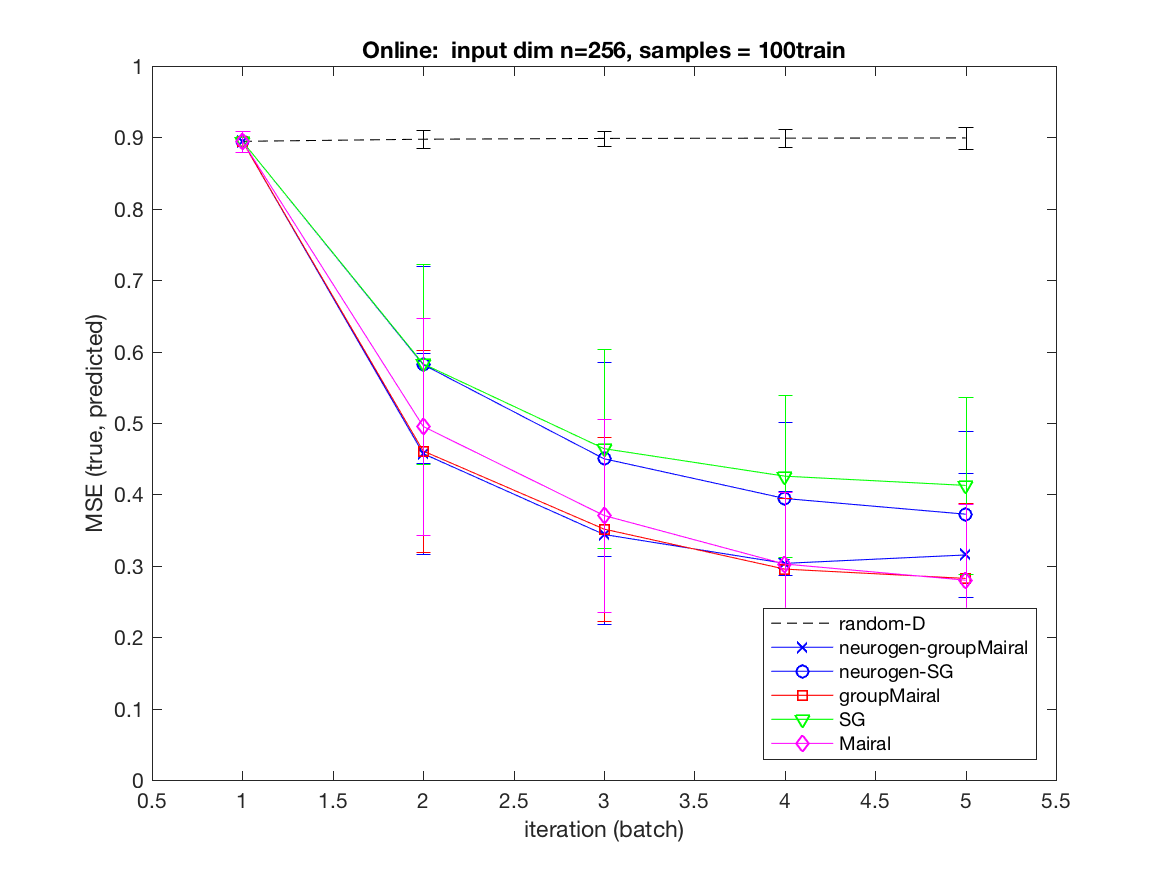 Online:  input dim n=256, samples = 100train
1
0.9
0.8
0.7
0.6
0.5
0.4
0.3
0.2
0.1
0
MSE (true, predicted)
random-D
neurogen-groupMairal
neurogen-SG
groupMairal
SG
Mairal
0.5
1
1.5
2
2.5
3
3.5
4
4.5
5
5.5
iteration (batch)